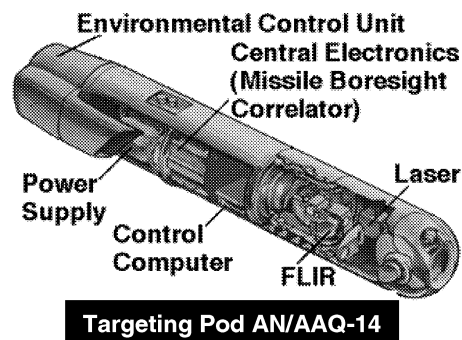 Environmental Control Unit
Central Electronics
(Missile Boresight
Correlator)
Laser
Power
Supply
Control
Computer
FLIR
Targeting Pod AN/AAQ-14